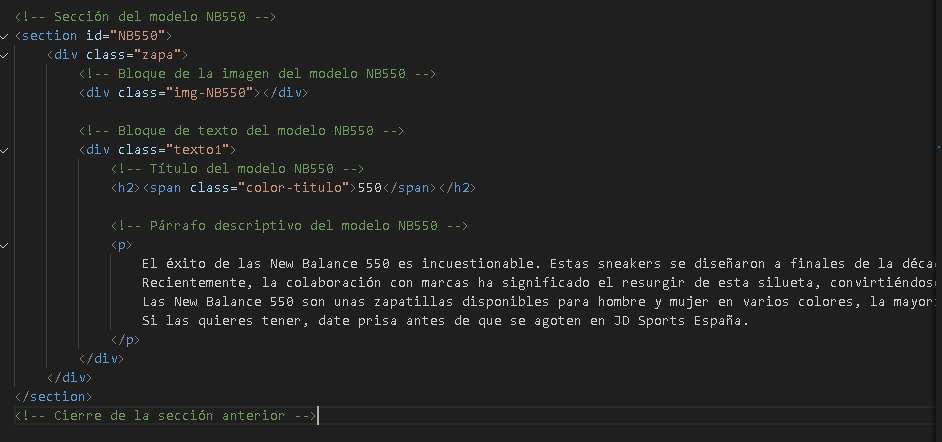 <!-- Sección del modelo NB550 -->
<section id="NB550">
<div class="zapa">
<!-- Bloque de la imagen del modelo NB550 -->
<div class="img-NB550"></div>
<!-- Bloque de texto del modelo NB550 -->
<div class="texto1">
<!-- Título del modelo NB550 -->
<h2><span class="color-titulo">550</span></h2>
<!-- Párrafo descriptivo del modelo NB550 -->
<p>
El éxito de las New Balance 550 es incuestionable. Estas sneakers se diseñaron a finales de la
Recientemente, la colaboración con marcas ha significado el resurgir de esta silueta,
Las New Balance 550 son unas zapatillas disponibles para hombre y mujer en varios colores, la
Si las quieres tener, date prisa antes de que se agoten en JD Sports España.
</p>
</div>
</div>
</section>
<!-- Cierre de la sección anterior -->